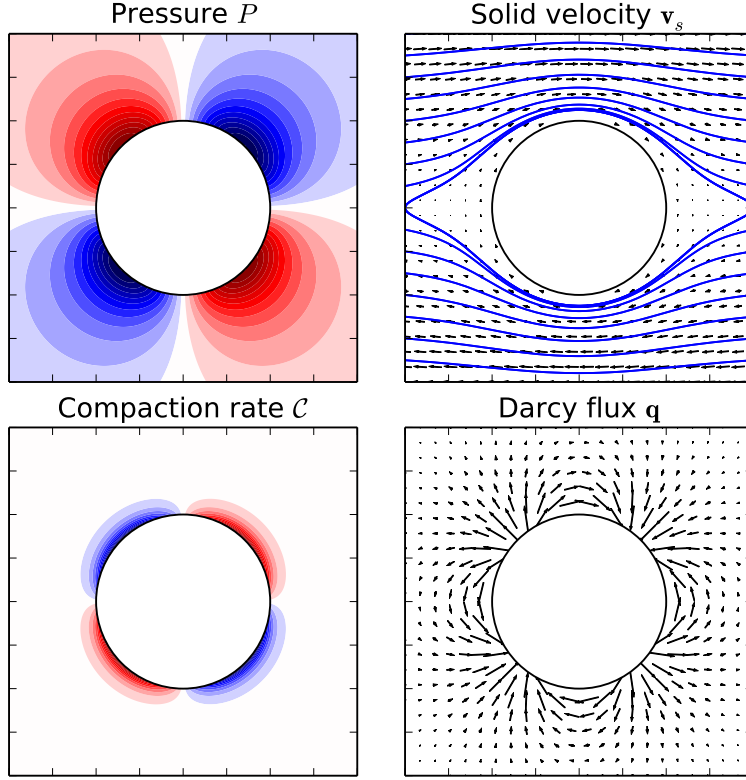 Pressure P
Solid velocity v_s
Compaction rate 𝒞
Darcy flux q